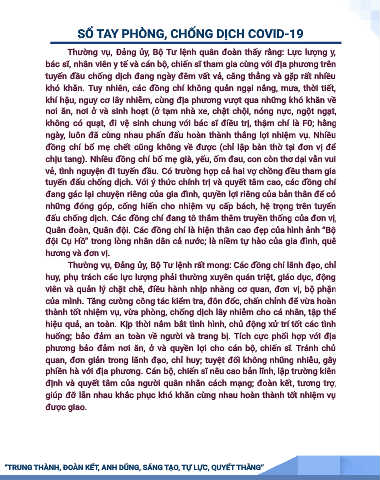 SỔ TAY PHÒNG, CHỐNG DỊCH COVID-19
Thường vụ, Đảng ủy, Bộ Tư lệnh quân đoàn thấy rằng: Lực lượng y,
bác sĩ, nhân viên y tế và cán bộ, chiến sĩ tham gia cùng với địa phương trên
tuyến đầu chống dịch đang ngày đêm vất vả, căng thẳng và gặp rất nhiều
khó khăn. Tuy nhiên, các đồng chí không quản ngại nắng, mưa, thời tiết,
khí hậu, nguy cơ lây nhiễm, cùng địa phương vượt qua những khó khăn về
nơi ăn, nơi ở và sinh hoạt (ở tạm nhà xe, chật chội, nóng nực, ngột ngạt,
không có quạt, đi vệ sinh chung với bác sĩ điều trị, thậm chí là F0; hằng
ngày, luôn đã cùng nhau phấn đấu hoàn thành thắng lợi nhiệm vụ. Nhiều
đồng chí bố mẹ chết cũng không về được (chỉ lập bàn thờ tại đơn vị để
chịu tang). Nhiều đồng chí bố mẹ già, yếu, ốm đau, con còn thơ dại vẫn vui
vẻ, tình nguyện đi tuyến đầu. Có trường hợp cả hai vợ chồng đều tham gia
tuyến đầu chống dịch. Với ý thức chính trị và quyết tâm cao, các đồng chí
đang gác lại chuyện riêng của gia đình, quyền lợi riêng của bản thân để có
những đóng góp, cống hiến cho nhiệm vụ cấp bách, hệ trọng trên tuyến
đầu chống dịch. Các đồng chí đang tô thắm thêm truyền thống của đơn vị,
Quân đoàn, Quân đội. Các đồng chí là hiện thân cao đẹp của hình ảnh "Bộ
đội Cụ Hồ" trong lòng nhân dân cả nước; là niềm tự hào của gia đình, quê
hương và đơn vị.
Thường vụ, Đảng ủy, Bộ Tư lệnh rất mong: Các đồng chí lãnh đạo, chỉ
huy, phụ trách các lực lượng phải thường xuyên quán triệt, giáo dục, động
viên và quản lý chặt chẽ, điều hành nhịp nhàng cơ quan, đơn vị, bộ phận
của mình. Tăng cường công tác kiểm tra, đôn đốc, chấn chỉnh để vừa hoàn
thành tốt nhiệm vụ, vừa phòng, chống dịch lây nhiễm cho cá nhân, tập thể
hiệu quả, an toàn. Kịp thời nắm bắt tình hình, chủ động xử trí tốt các tình
huống; bảo đảm an toàn về người và trang bị. Tích cực phối hợp với địa
phương bảo đảm nơi ăn, ở và quyền lợi cho cán bộ, chiến sĩ. Tránh chủ
quan, đơn giản trong lãnh đạo, chỉ huy; tuyệt đối không nhũng nhiễu, gây
phiền hà với địa phương. Cán bộ, chiến sĩ nêu cao bản lĩnh, lập trường kiên
định và quyết tâm của người quân nhân cách mạng; đoàn kết, tương trợ,
giúp đỡ lẫn nhau khắc phục khó khăn cùng nhau hoàn thành tốt nhiệm vụ
được giao.
"TRUNG THÀNH, ĐOÀN KẾT, ANH DŨNG, SÁNG TẠO, TỰ LỰC, QUYẾT THẮNG"